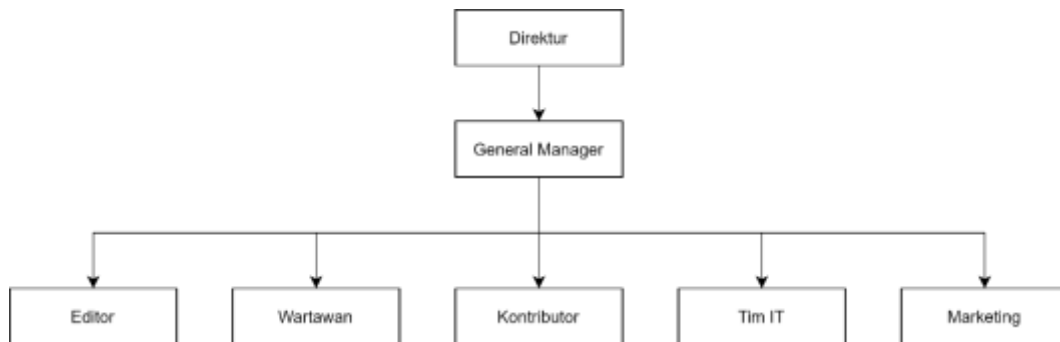 Direktur
General Manager
Editor
Wartawan
Kontributor
Tim IT
Marketing